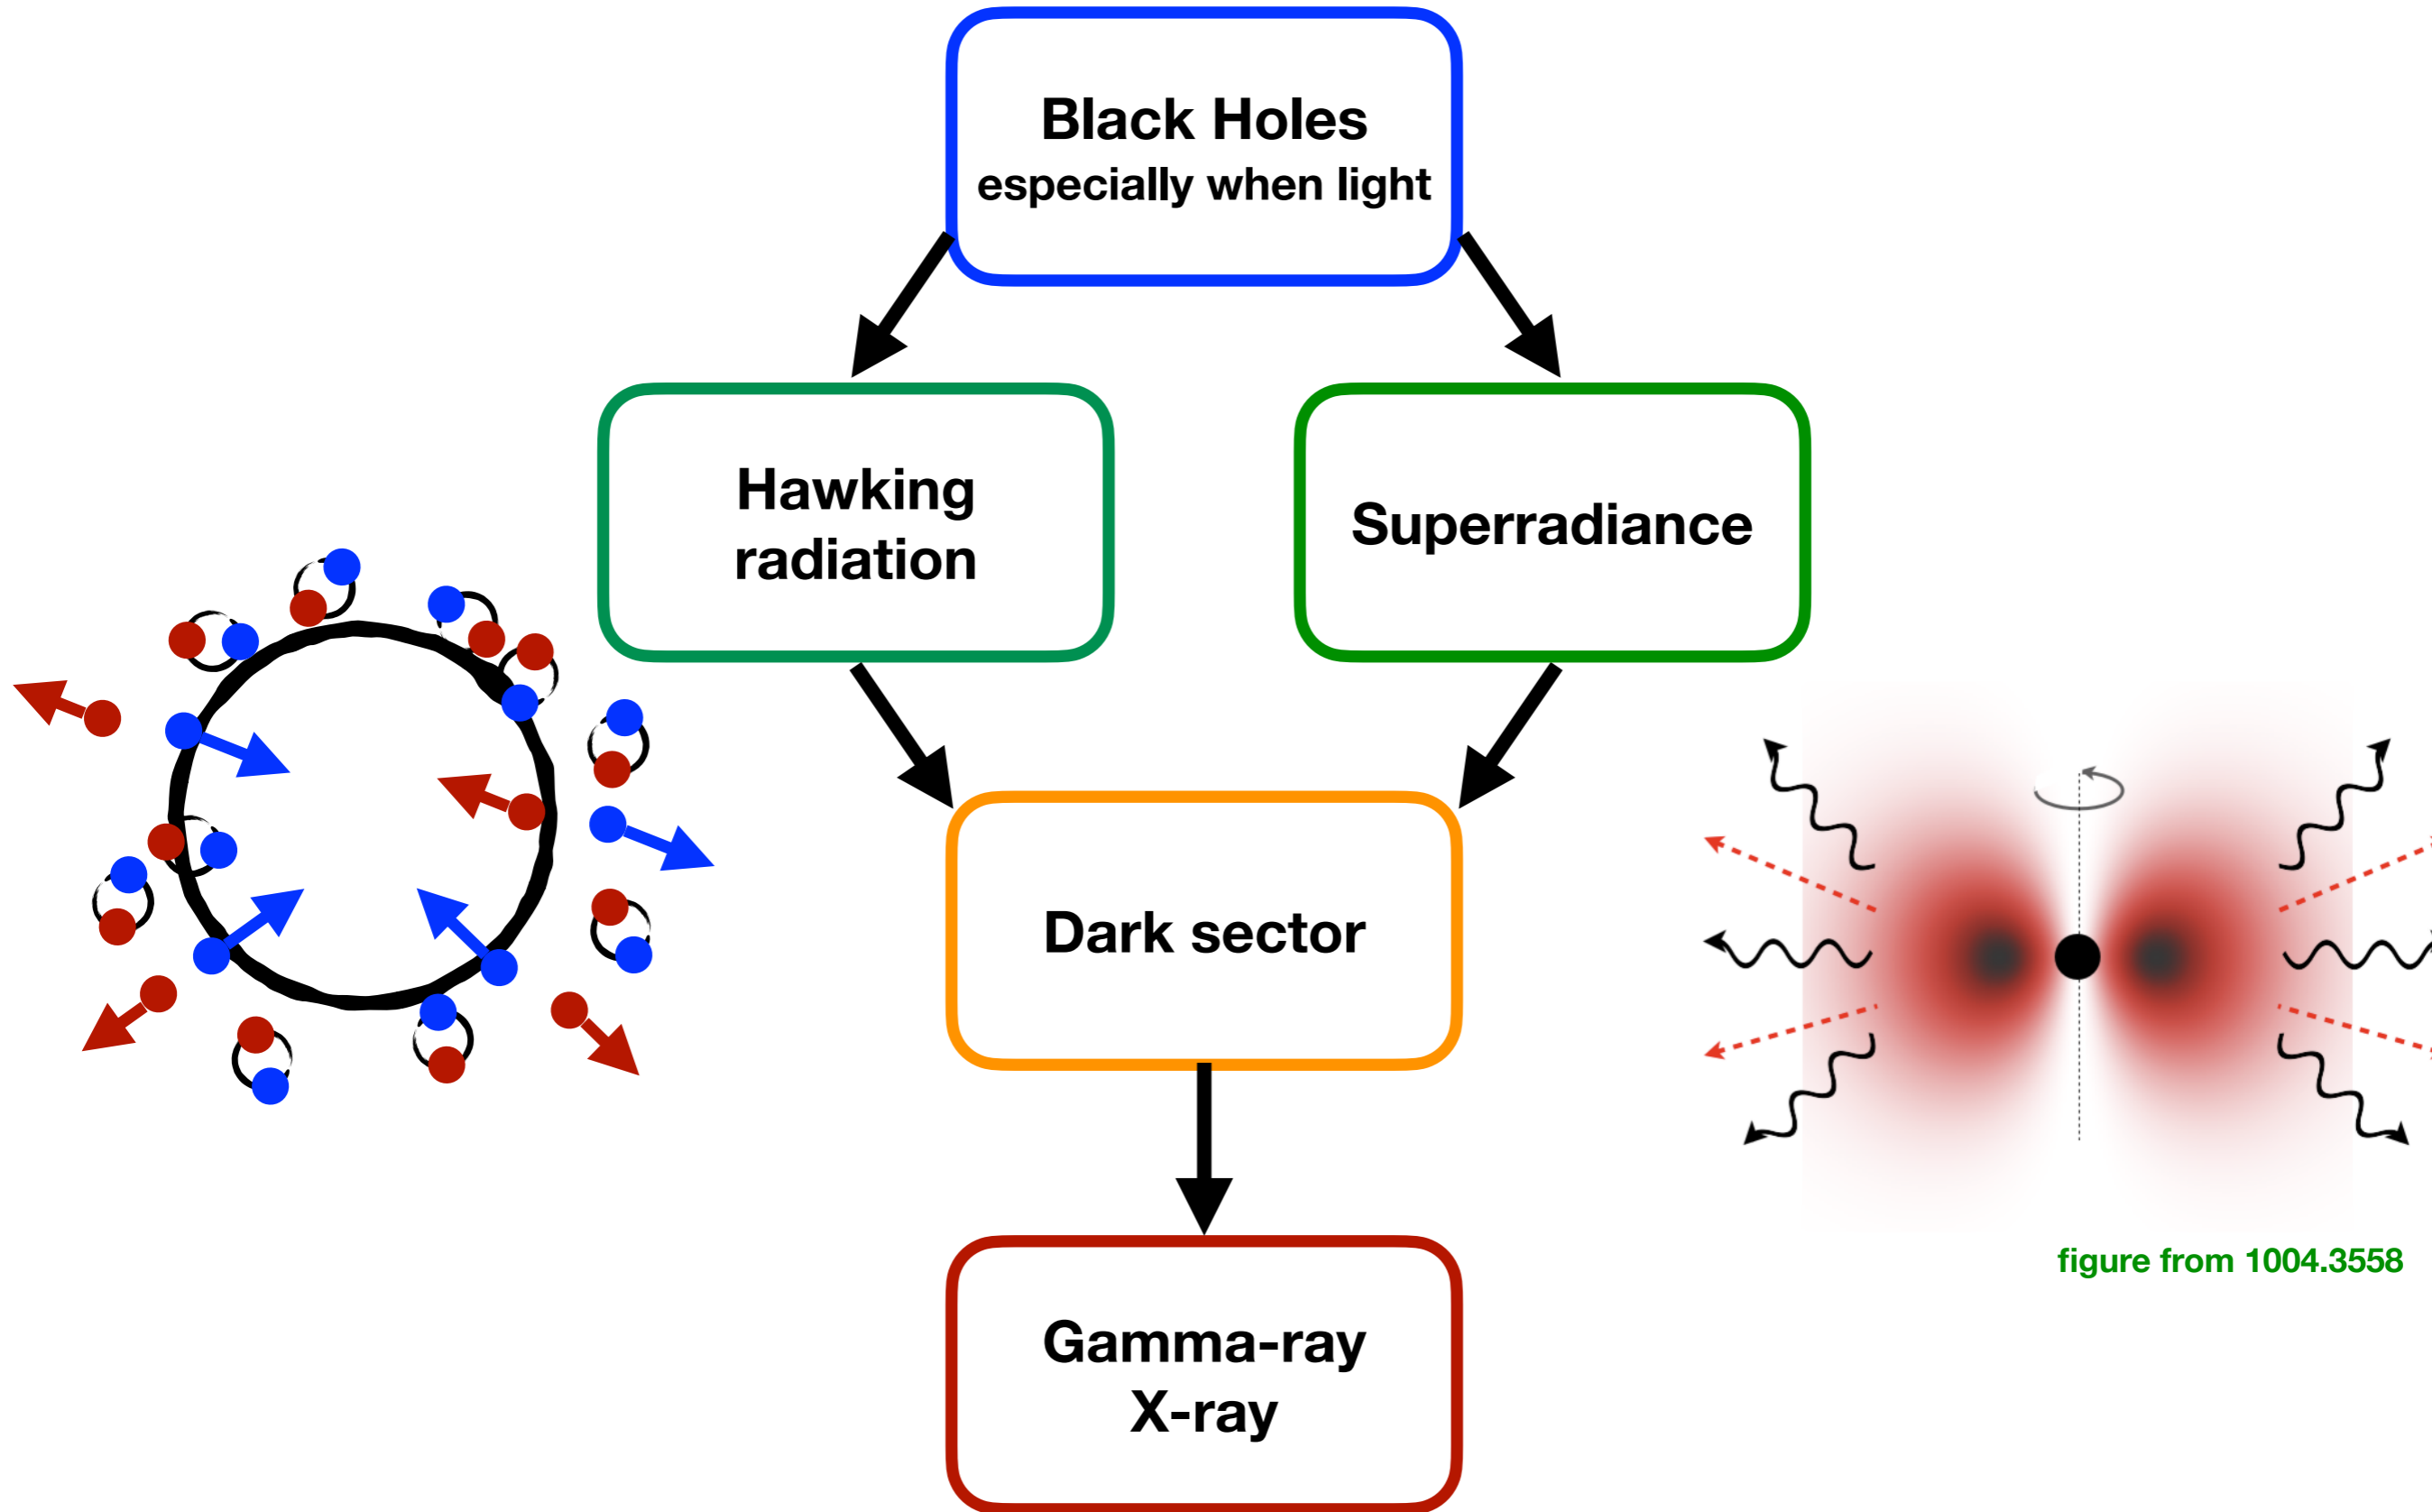 Black Holes
especially when light
Hawking
radiation
Superradiance
Dark sector
figure from 1004.3558
Gamma-ray
X-ray